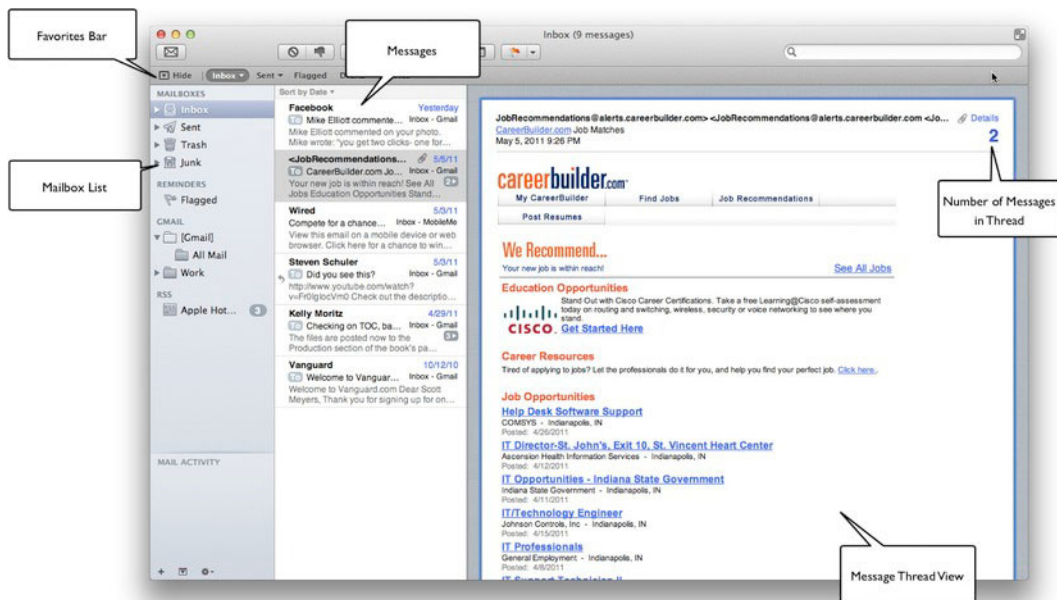 Favorites Bar
Messages
Inbox (9 messages)
Hide
Inbox
Sent
Flagged
MAILBOXES
Inbox
Sent
Trash
Junk
Mailbox List
REMINDERS
Flagged
GMAIL
[Gmail]
All Mail
Work
RSS
Apple Hot... 3
MAIL ACTIVITY
Sort by Date
Facebook Yesterday
To Mike Elliott commente... Inbox - Gmail
Mike Elliott commented on your photo.
Mike wrote: "you get two clicks- one for...
<JobRecommendations... 5/5/11
To CareerBuilder.com Jo... Inbox - Gmail
Your new job is within reach! See All 2
Jobs Education Opportunities Stand...
Wired 5/3/11
Compete for a chance... Inbox - MobileMe
View this email on a mobile device or web
browser. Click here for a chance to win...
Steven Schuler 5/3/11
To Did you see this? Inbox - Gmail
http://www.youtube.com/watch?
Check out the descriptio...
Kelly Moritz 4/29/11
To Checking on TOC, ba... Inbox - Gmail
The files are posted now to the
Production section of the book's pa...
Vanguard 10/12/10
To Welcome to Vanguar... Inbox - Gmail
Welcome to Vanguard.com Dear Scott
Meyers, Thank you for signing up for on...
JobRecommendations@alerts.careerbuilder.com> <JobRecommendations@alerts.careerbuilder.com <Jo... Details
CareerBuilder.com Job Matches 2
May 5, 2011 9:26 PM
Number of Messages
in Thread
careerbuilder.com
My CareerBuilder Find Jobs Job Recommendations
Post Resumes
We Recommend...
Your new job is within reach! See All Jobs
Education Opportunities
Stand Out with Cisco Career Certifications. Take a free Learning@Cisco self-assessment
today on routing and switching, wireless, security or voice networking to see where you
stand.
CISCO. Get Started Here
Career Resources
Tired of applying to jobs? Let the professionals do it for you, and help you find your perfect job. Click here..
Job Opportunities
Help Desk Software Support
COMSYS - Indianapolis, IN
Posted: 4/26/2011
IT Director-St. John's, Exit 10, St. Vincent Heart Center
Ascension Health Information Services - Indianapolis, IN
Posted: 4/12/2011
IT Opportunities - Indiana State Government
Indiana State Government - Indianapolis, IN
Posted: 4/11/2011
IT/Technology Engineer
Johnson Controls, Inc - Indianapolis, IN
Posted: 4/15/2011
IT Professionals
General Employment - Indianapolis, IN
Posted: 4/8/2011
IT Support Technician II
Message Thread View